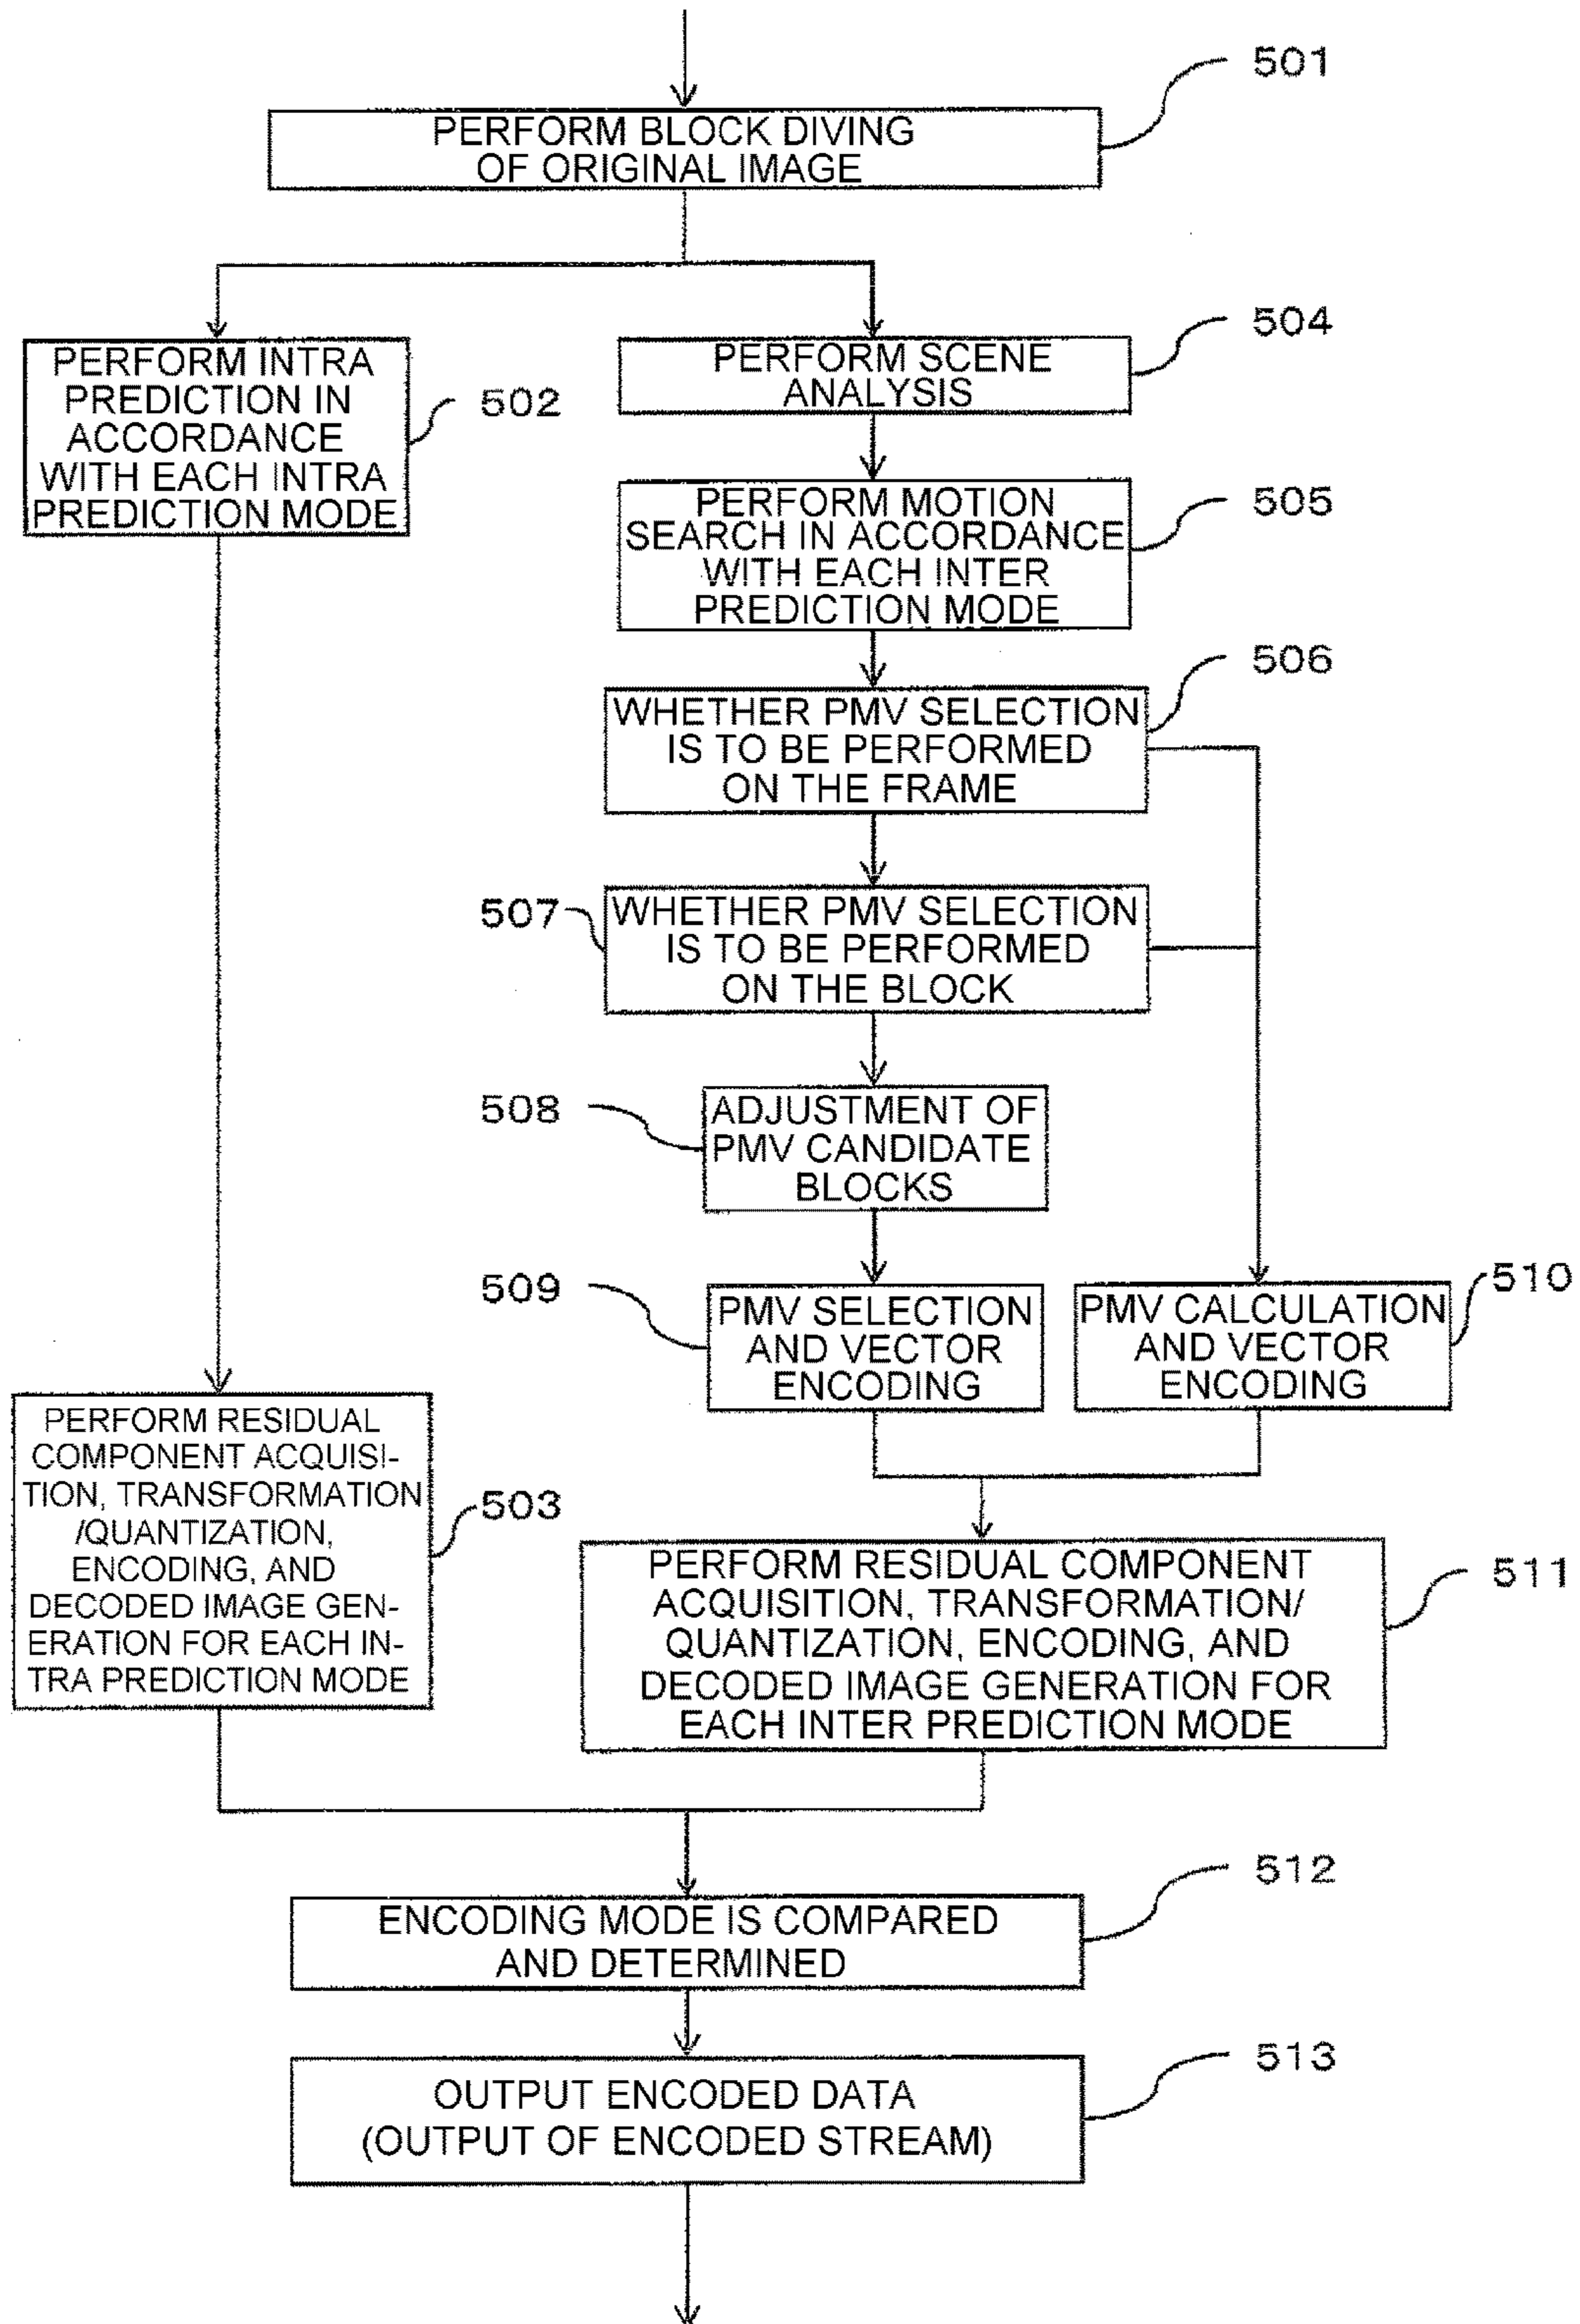 501
PERFORM BLOCK DIVING
OF ORIGINAL IMAGE
502
PERFORM INTRA
PREDICTION IN
ACCORDANCE
WITH EACH INTRA
PREDICTION MODE
504
PERFORM SCENE
ANALYSIS
505
PERFORM MOTION
SEARCH IN ACCORDANCE
WITH EACH INTER
PREDICTION MODE
506
WHETHER PMV SELECTION
IS TO BE PERFORMED
ON THE FRAME
507
WHETHER PMV SELECTION
IS TO BE PERFORMED
ON THE BLOCK
508
ADJUSTMENT OF
PMV CANDIDATE
BLOCKS
509
PMV SELECTION
AND VECTOR
ENCODING
510
PMV CALCULATION
AND VECTOR
ENCODING
503
PERFORM RESIDUAL
COMPONENT ACQUISI-
TION, TRANSFORMATION
/QUANTIZATION,
ENCODING, AND
DECODED IMAGE GEN-
ERATION FOR EACH IN-
TRA PREDICTION MODE
511
PERFORM RESIDUAL COMPONENT
ACQUISITION, TRANSFORMATION/
QUANTIZATION, ENCODING, AND
DECODED IMAGE GENERATION FOR
EACH INTER PREDICTION MODE
512
ENCODING MODE IS COMPARED
AND DETERMINED
513
OUTPUT ENCODED DATA
(OUTPUT OF ENCODED STREAM)